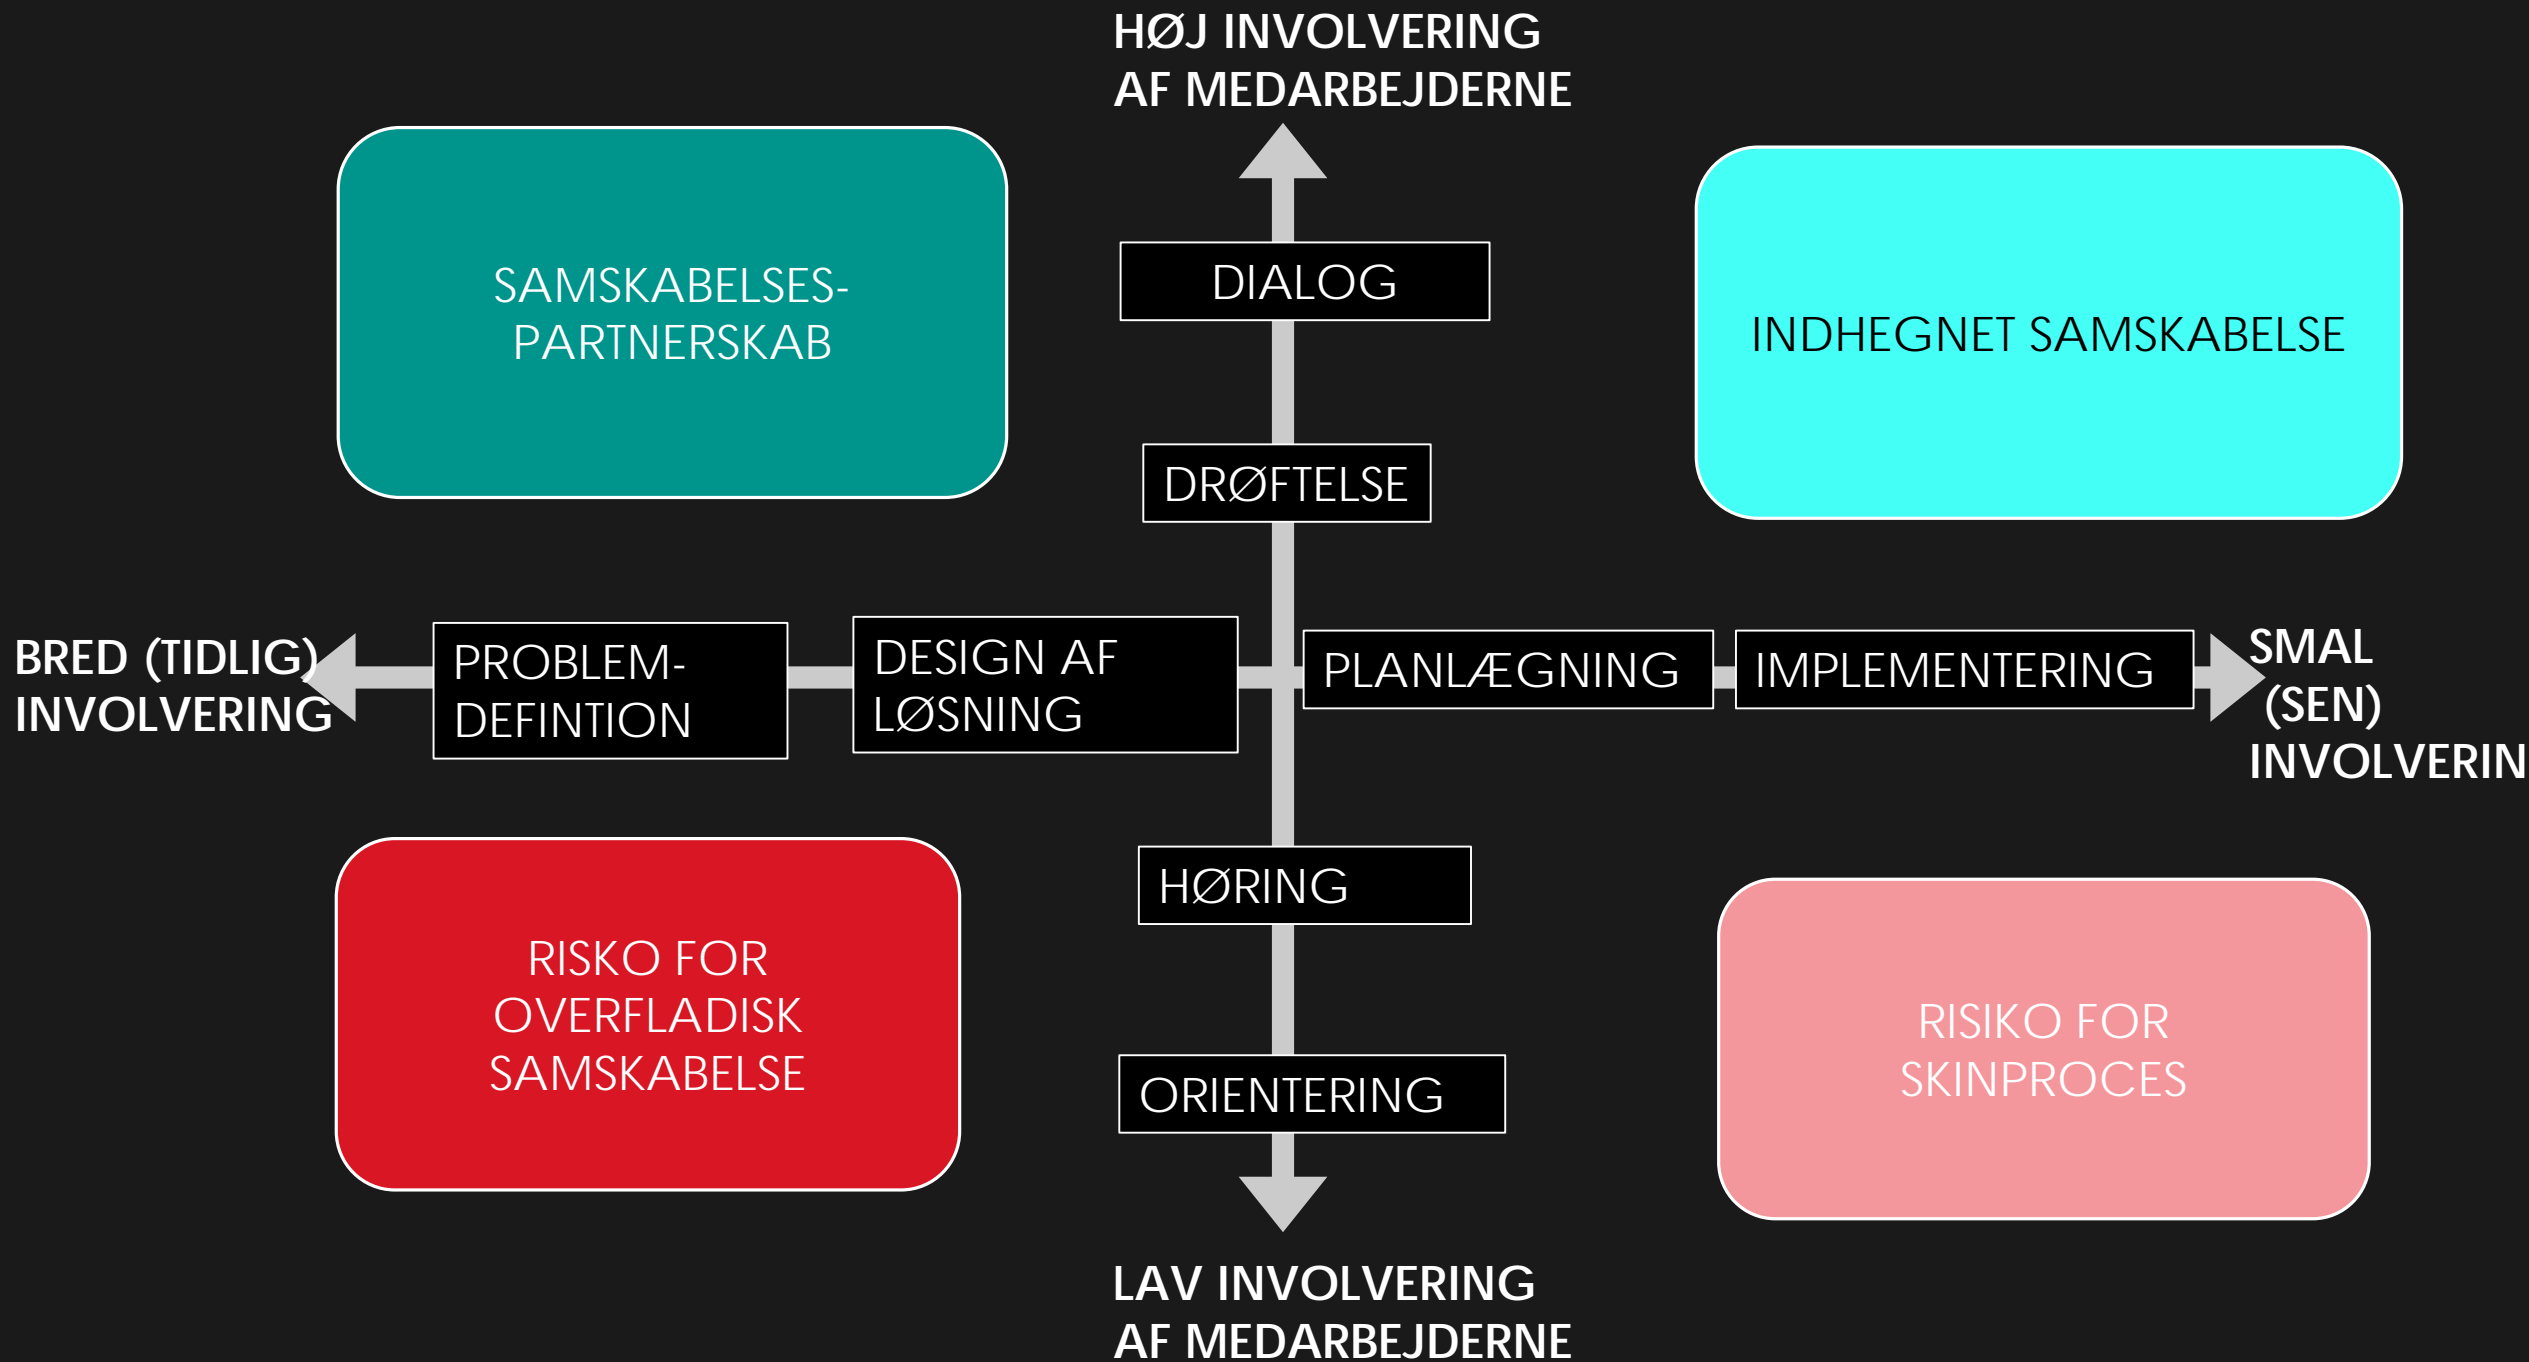 HØJ INVOLVERING
AF MEDARBEJDERNE
SAMSKABELSES-
PARTNERSKAB
DIALOG
INDHEGNET SAMSKABELSE
DRØFTELSE
BRED (TIDLIG)
INVOLVERING
PROBLEM-
DEFINTION
DESIGN AF
LØSNING
PLANLÆGNING
IMPLEMENTERING
SMAL
(SEN)
INVOLVERIN
HØRING
RISKO FOR
OVERFLADISK
SAMSKABELSE
RISIKO FOR
SKINPROCES
ORIENTERING
LAV INVOLVERING
AF MEDARBEJDERNE